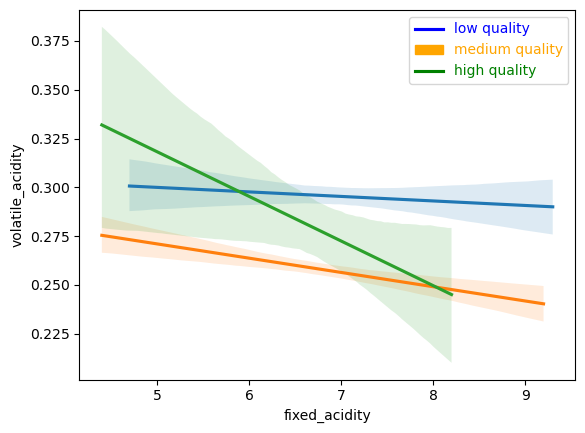 low quality
medium quality
high quality
0.375
0.350
0.325
0.300
0.275
0.250
0.225
volatile_acidity
5 6 7 8 9
fixed_acidity